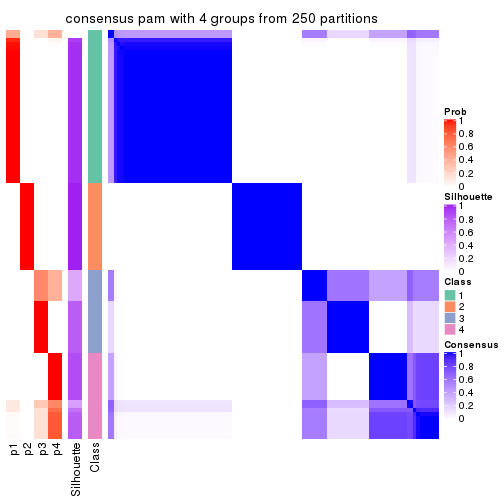 consensus pam with 4 groups from 250 partitions
Prob
1
0.8
0.6
0.4
0.2
0
Silhouette
1
0.8
0.6
0.4
0.2
0
Class
1
2
3
4
Consensus
1
0.8
0.6
0.4
0.2
0
p1
p2
p3
p4
Silhouette
Class